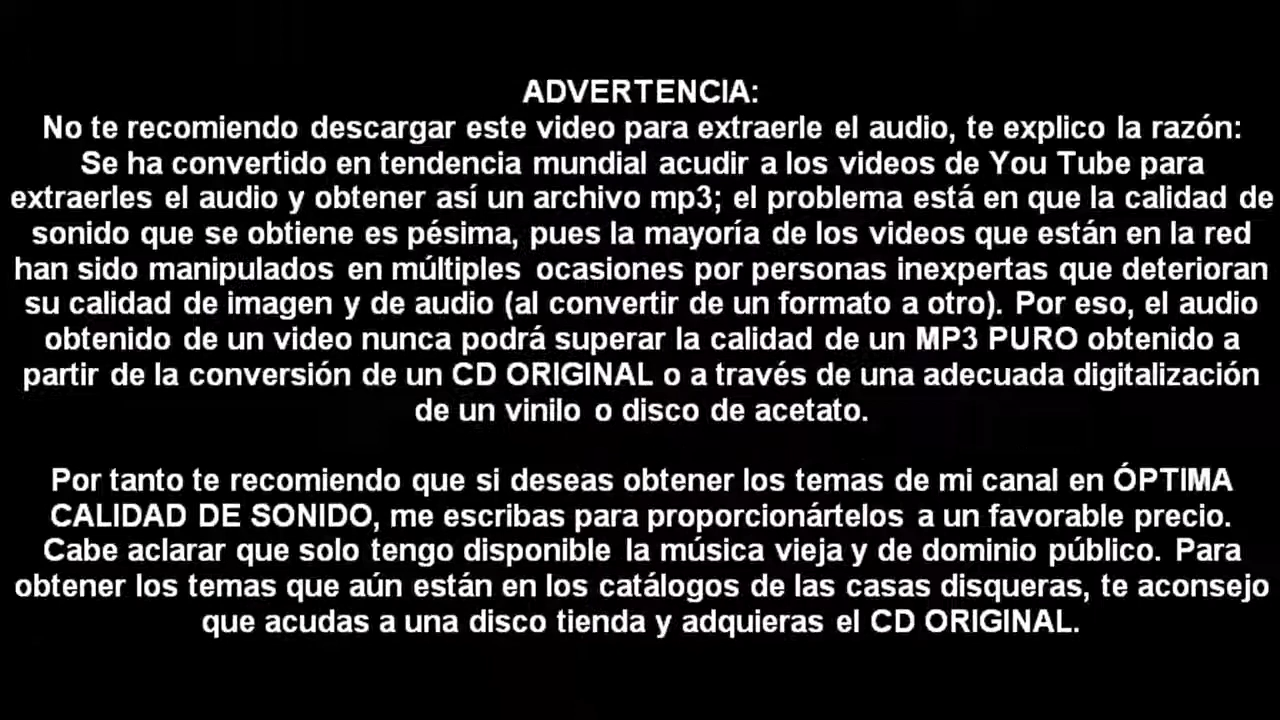 ADVERTENCIA:
No te recomiendo descargar este video para extraerle el audio, te explico la razón:
Se ha convertido en tendencia mundial acudir a los videos de You Tube para
extraerles el audio y obtener así un archivo mp3; el problema está en que la calidad de
sonido que se obtiene es pésima, pues la mayoría de los videos que están en la red
han sido manipulados en múltiples ocasiones por personas inexpertas que deterioran
su calidad de imagen y de audio (al convertir de un formato a otro). Por eso, el audio
obtenido de un video nunca podrá superar la calidad de un MP3 PURO obtenido a
partir de la conversión de un CD ORIGINAL o a través de una adecuada digitalización
de un vinilo o disco de acetato.
Por tanto te recomiendo que si deseas obtener los temas de mi canal en ÓPTIMA
CALIDAD DE SONIDO, me escribas para proporcionártelos a un favorable precio.
Cabe aclarar que solo tengo disponible la música vieja y de dominio público. Para
obtener los temas que aún están en los catálogos de las casas disqueras, te aconsejo
que acudas a una disco tienda y adquieras el CD ORIGINAL.